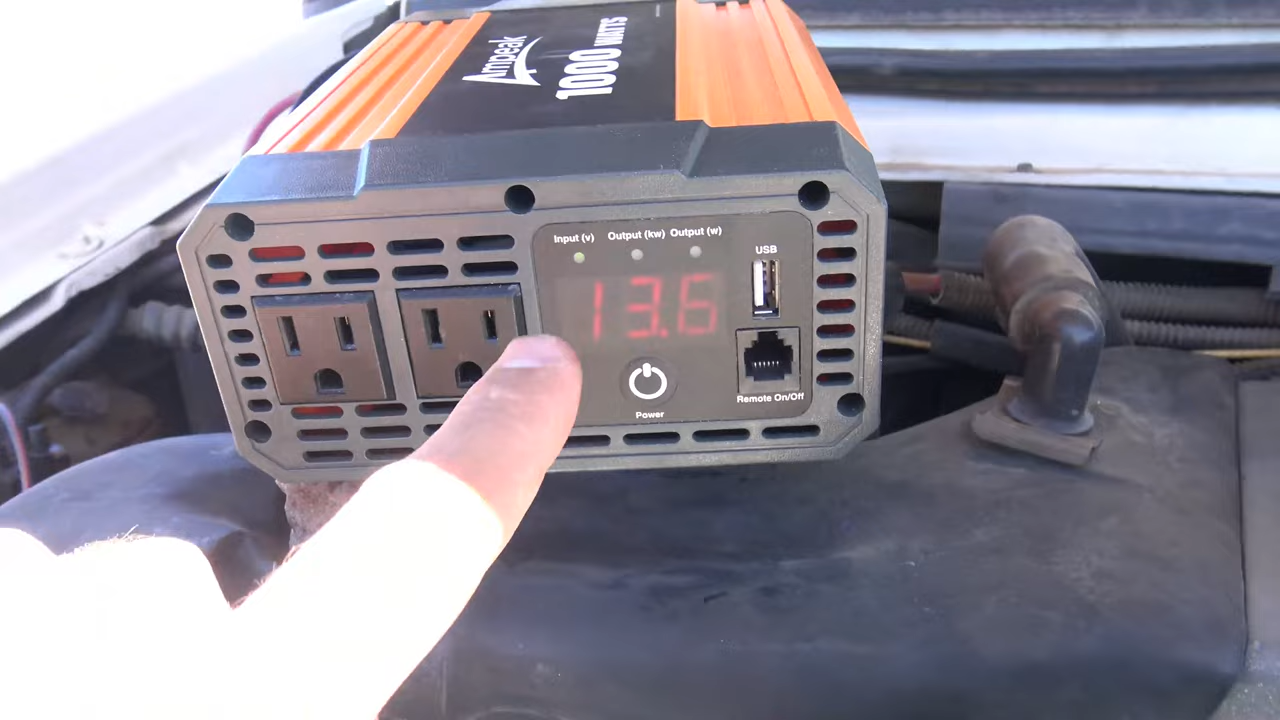 Ampeak
1000 WATTS
Input (v) Output (kw) Output (w)
USB
13.6
Power
Remote On/Off